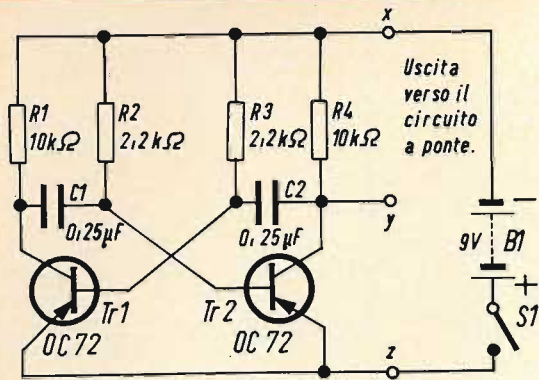 x
Uscita
verso il
circuito
a ponte.
R1
10kΩ
R2
2,2kΩ
R3
2,2kΩ
R4
10kΩ
C1
0,25μF
C2
0,25μF
y
−
9V B1
+
S1
Tr1
OC72
Tr2
OC72
z